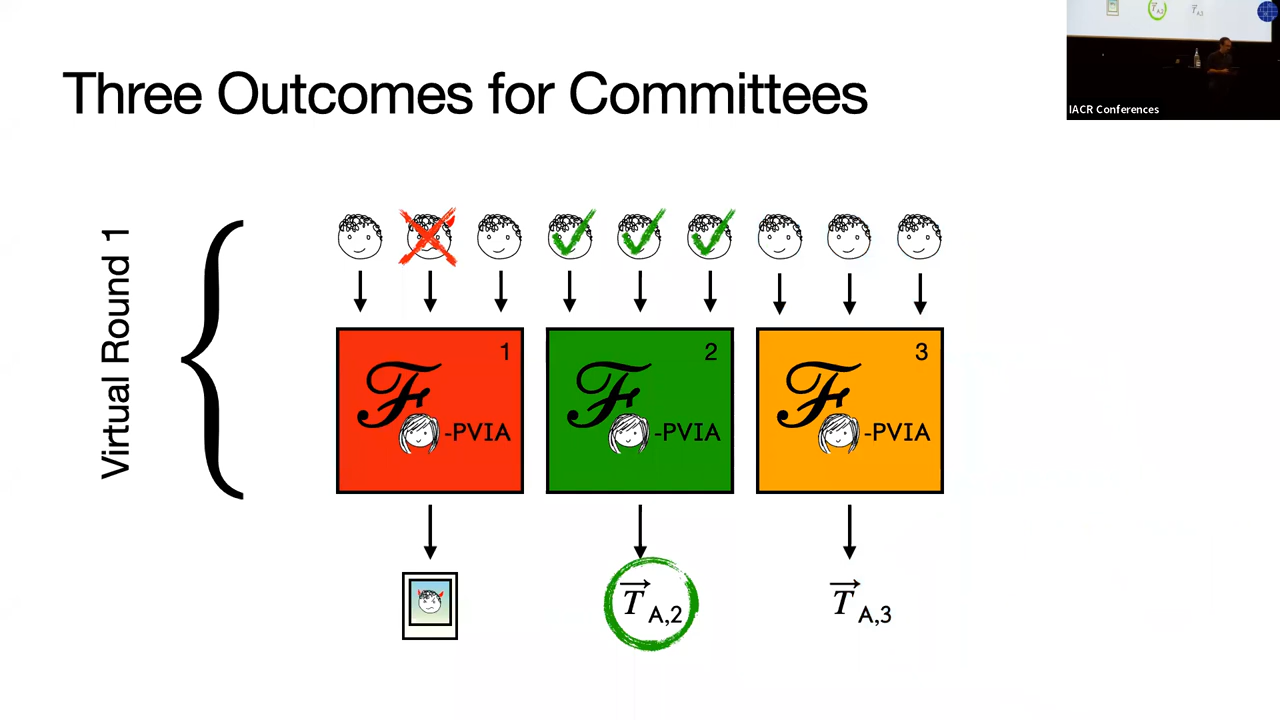 Three Outcomes for Committees
IACR Conferences
Virtual Round 1
1
ℱ-PVIA
2
ℱ-PVIA
3
ℱ-PVIA
T⃗ A,2
T⃗ A,3